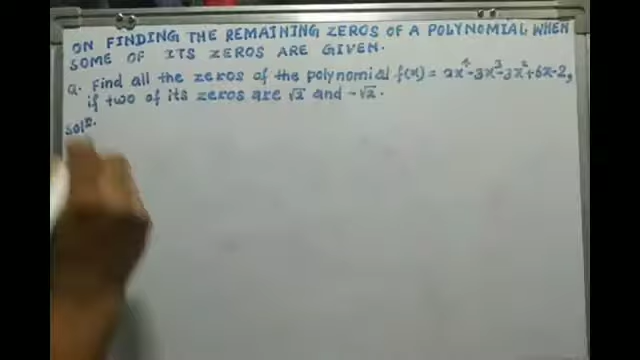 ON FINDING THE REMAINING ZEROS OF A POLYNOMIAL WHEN
SOME OF ITS ZEROS ARE GIVEN.
Q. Find all the zeros of the polynomial f(x) = 2x⁴-3x³-3x²+6x-2,
if two of its zeros are √2 and -√2.
Solⁿ.